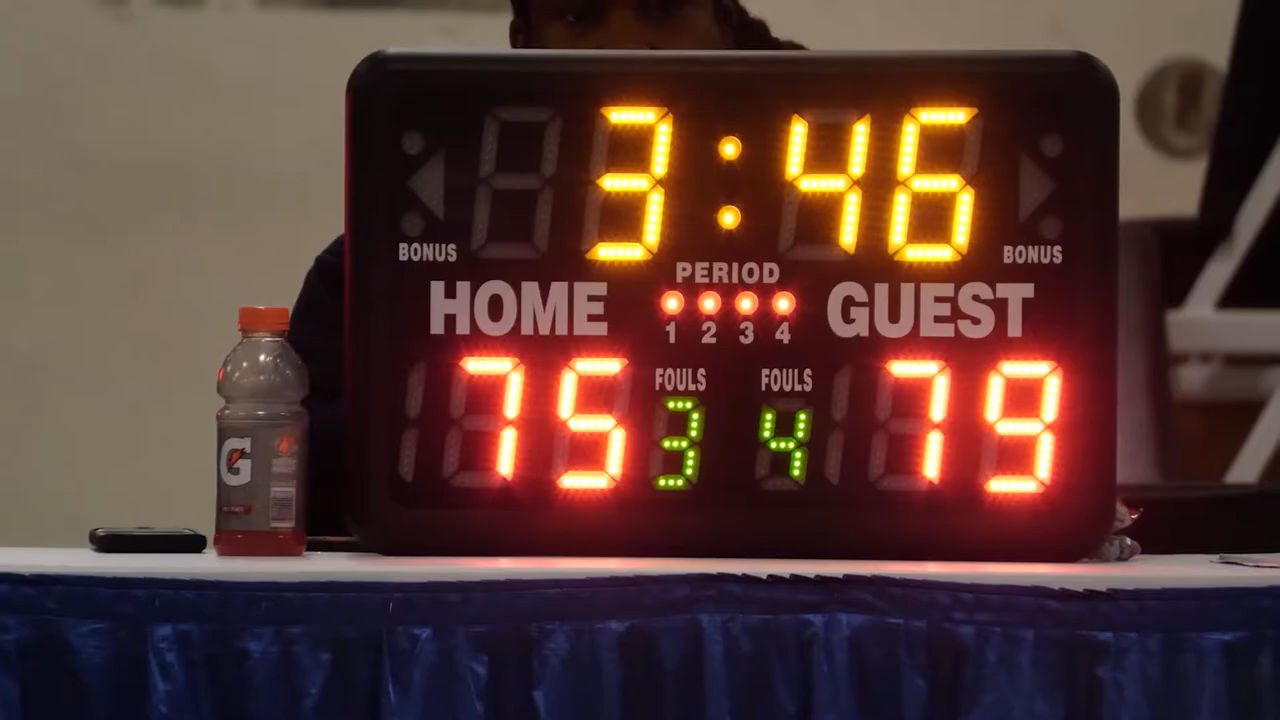 3:46
BONUS BONUS
PERIOD
HOME GUEST
1 2 3 4
FOULS FOULS
75 3 4 79
G